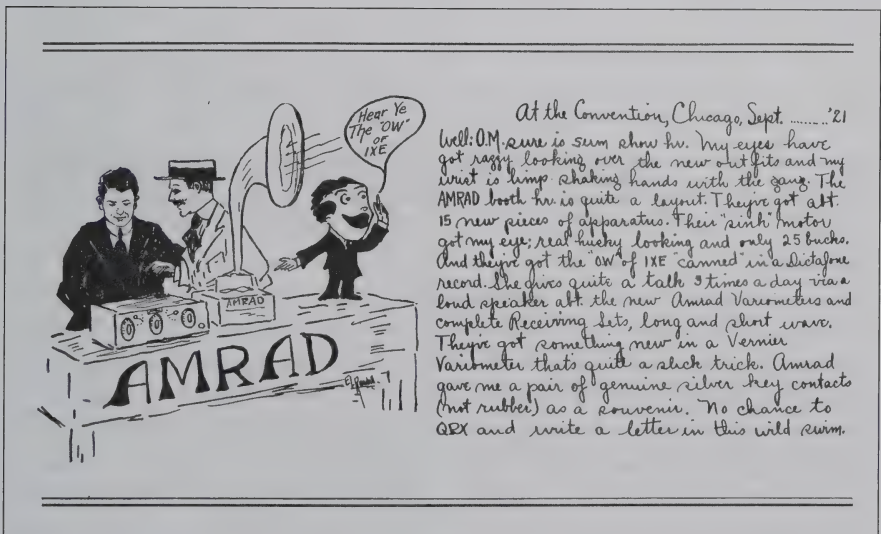 Hear Ye
The "OW"
OF
1XE
AMRAD
AMRAD
At the Convention, Chicago, Sept. ........'21
Well: O.M. sure is sum show hr. My eyes have
got razzy looking over the new outfits and my
wrist is limp shaking hands with the gang. The
AMRAD booth hr. is quite a layout. Theyve got abt.
15 new pieces of apparatus. Their "sink" motor
got my eye; real husky looking and only 25 bucks.
And they've got the "OW" of 1XE "canned" in a Dictafone
record. She gives quite a talk 3 times a day via a
loud speaker abt the new Amrad Variometers and
complete Receiving Sets, long and short wave.
They've got something new in a Vernier
Variometer that's quite a slick trick. Amrad
gave me a pair of genuine silver key contacts
(not rubber) as a souvenir. No chance to
QRX and write a letter in this wild swim.